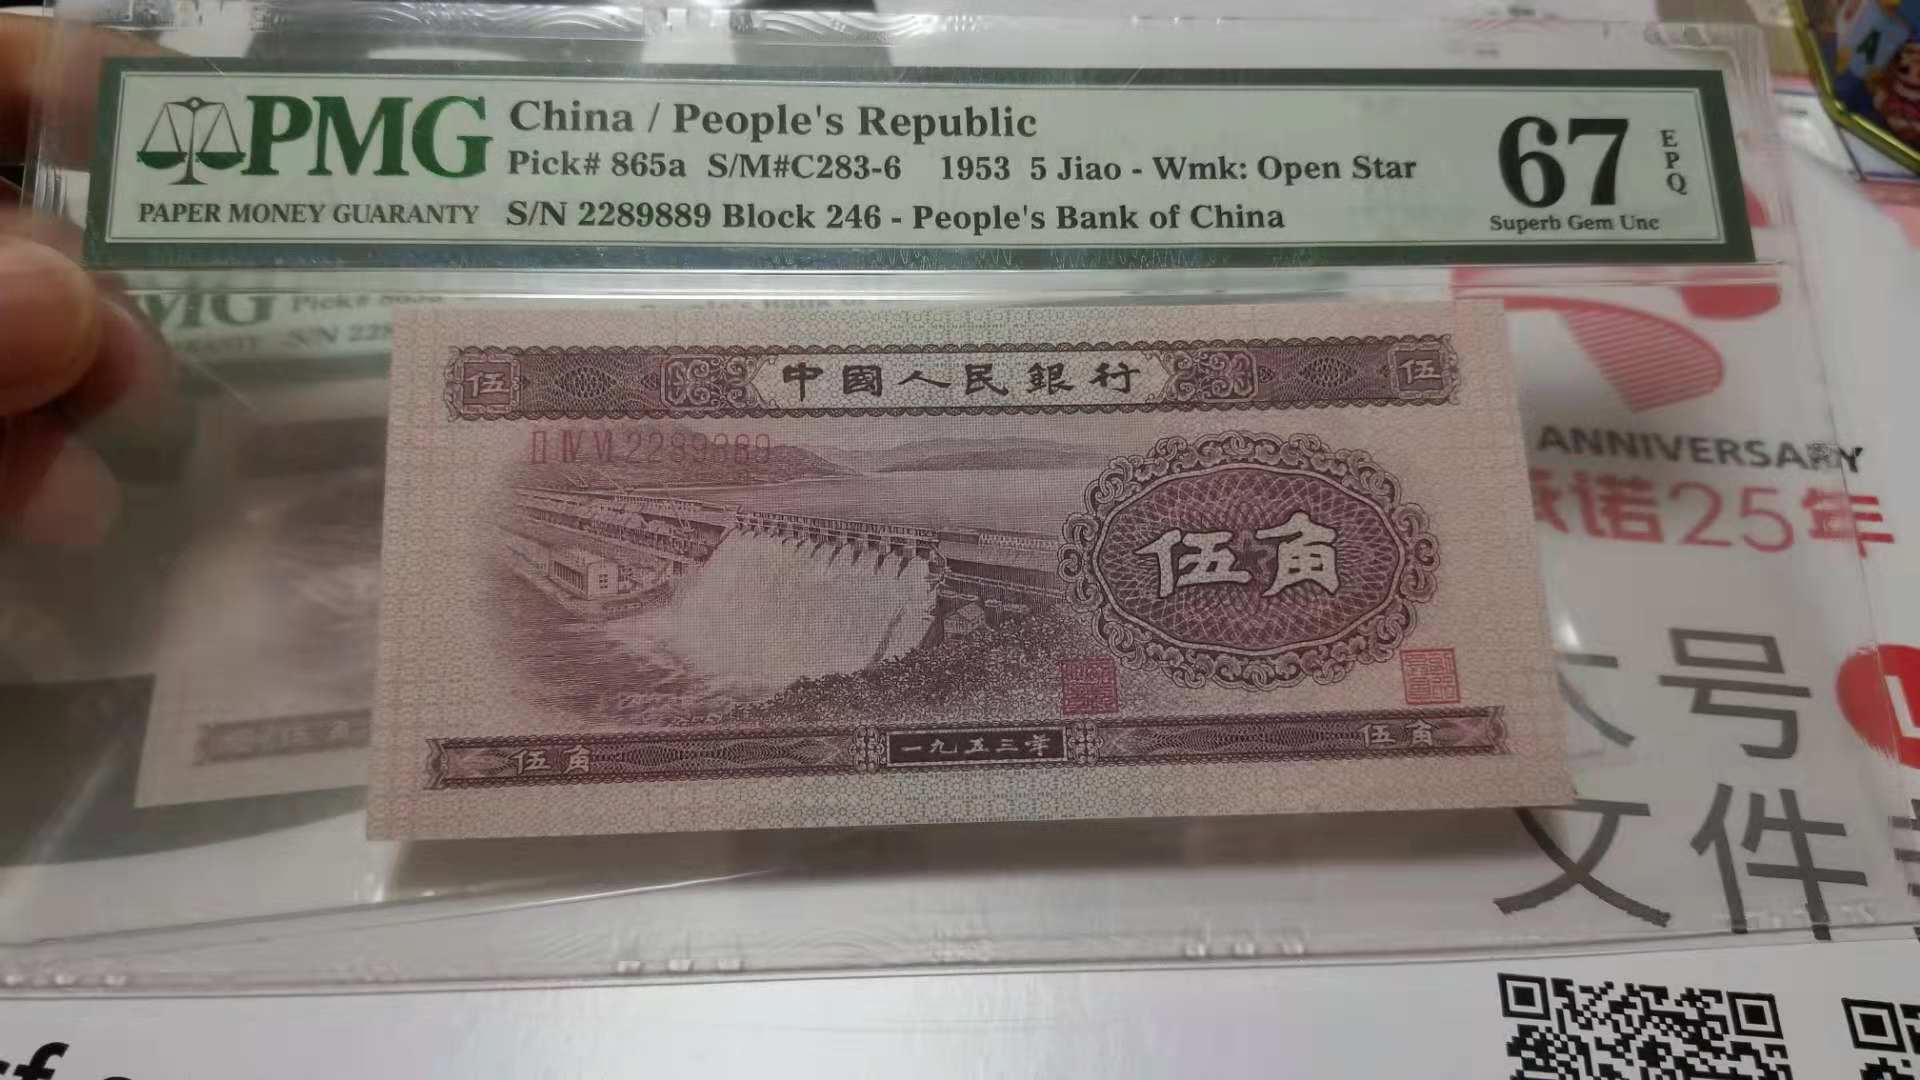 PMG
PAPER MONEY GUARANTY
China / People's Republic
Pick# 865a S/M#C283-6 1953 5 Jiao - Wmk: Open Star
S/N 2289889 Block 246 - People's Bank of China
67
EPQ
Superb Gem Unc
伍 中國人民銀行 伍
II IV VI 2289889
伍角
伍角 一九五三年 伍角
ANNIVERSARY
承诺25年
大号
文件